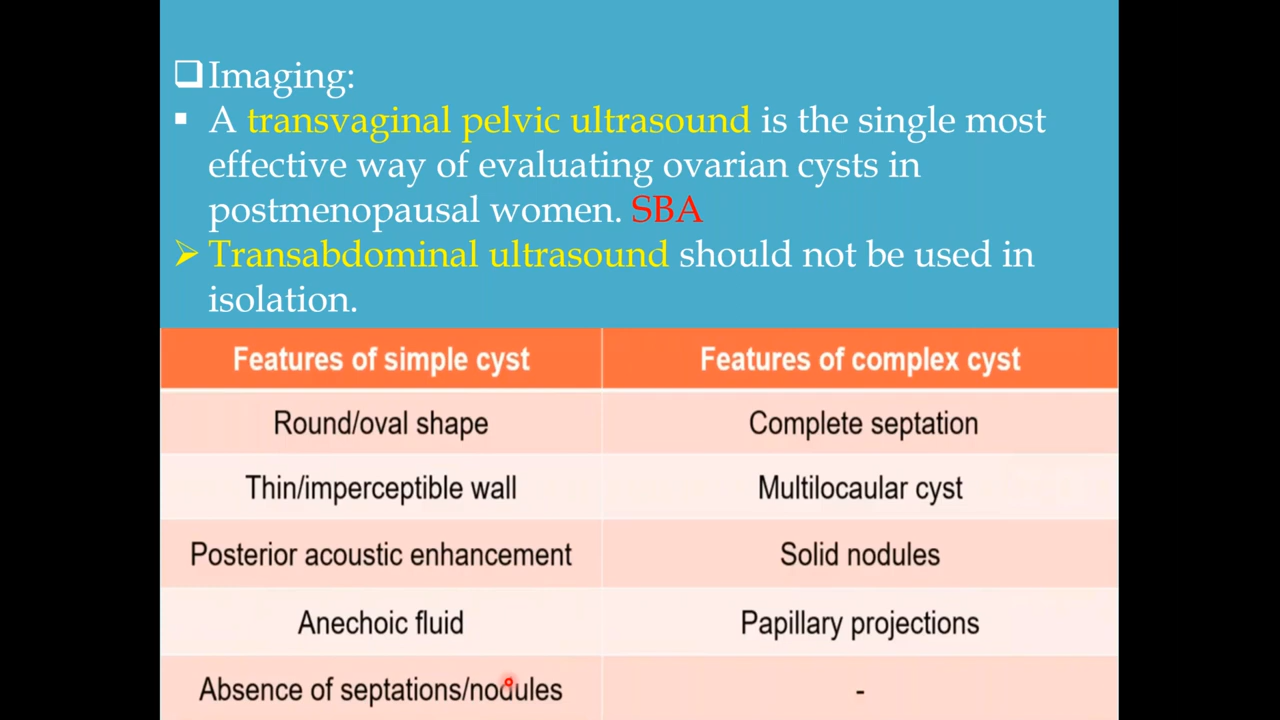 ❑Imaging:
▪ A transvaginal pelvic ultrasound is the single most
effective way of evaluating ovarian cysts in
postmenopausal women. SBA
➢ Transabdominal ultrasound should not be used in
isolation.
Features of simple cyst
Features of complex cyst
Round/oval shape
Complete septation
Thin/imperceptible wall
Multilocaular cyst
Posterior acoustic enhancement
Solid nodules
Anechoic fluid
Papillary projections
Absence of septations/nodules
-